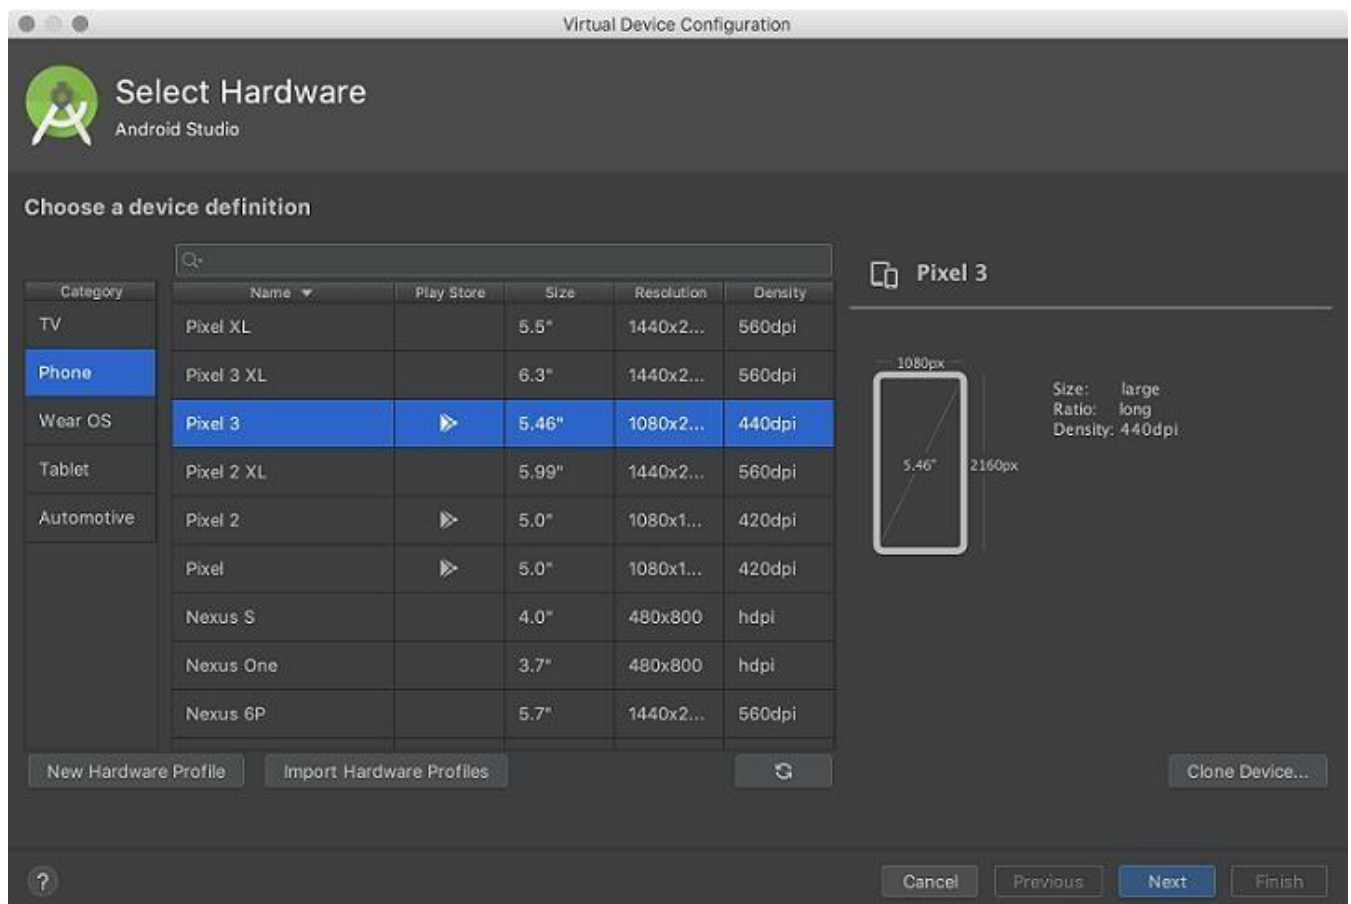 Virtual Device Configuration
Select Hardware
Android Studio
Choose a device definition
Category
TV
Phone
Wear OS
Tablet
Automotive
Name Play Store Size Resolution Density
Pixel XL 5.5" 1440x2... 560dpi
Pixel 3 XL 6.3" 1440x2... 560dpi
Pixel 3 5.46" 1080x2... 440dpi
Pixel 2 XL 5.99" 1440x2... 560dpi
Pixel 2 5.0" 1080x1... 420dpi
Pixel 5.0" 1080x1... 420dpi
Nexus S 4.0" 480x800 hdpi
Nexus One 3.7" 480x800 hdpi
Nexus 6P 5.7" 1440x2... 560dpi
Pixel 3
1080px
5.46"
2160px
Size: large
Ratio: long
Density: 440dpi
New Hardware Profile
Import Hardware Profiles
Clone Device...
?
Cancel
Previous
Next
Finish